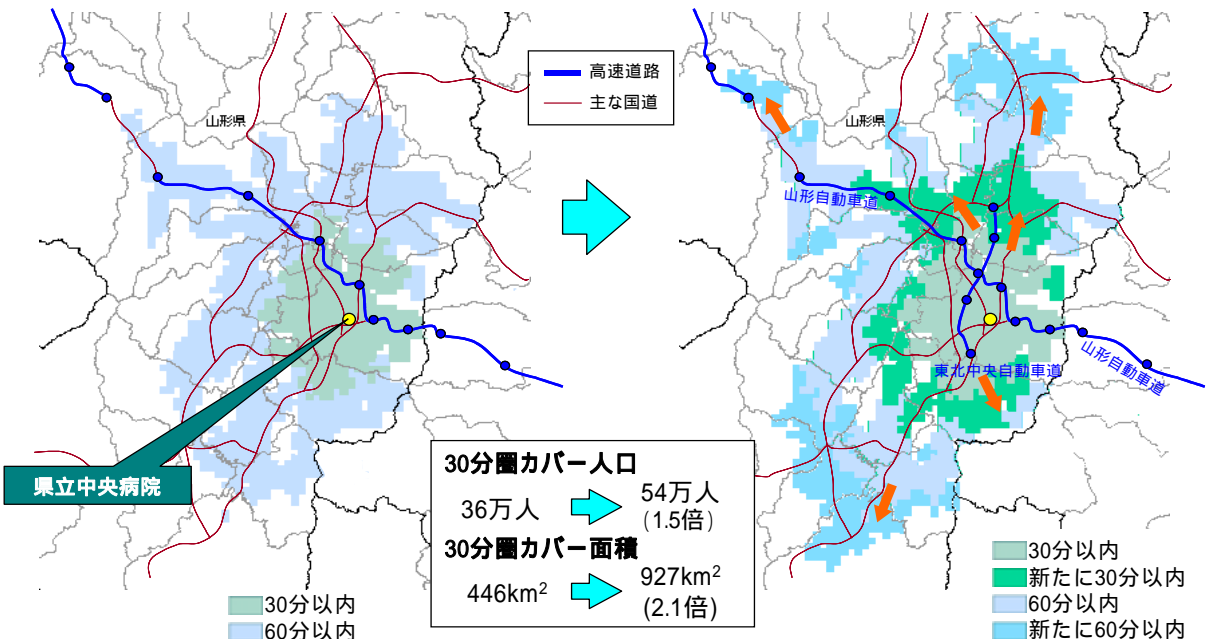 高速道路
主な国道
山形県
県立中央病院
30分以内
60分以内
山形県
山形自動車道
東北中央自動車道
山形自動車道
30分圏カバー人口
36万人
54万人
(1.5倍)
30分圏カバー面積
446km²
927km²
(2.1倍)
30分以内
新たに30分以内
60分以内
新たに60分以内